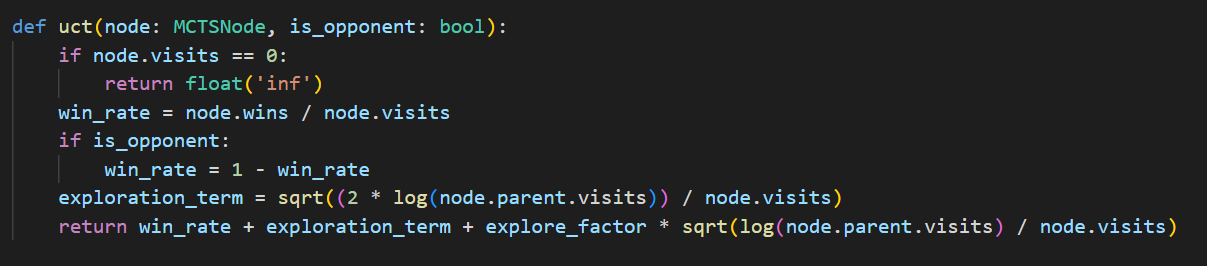 def uct(node: MCTSNode, is_opponent: bool):
    if node.visits == 0:
        return float('inf')
    win_rate = node.wins / node.visits
    if is_opponent:
        win_rate = 1 - win_rate
    exploration_term = sqrt((2 * log(node.parent.visits)) / node.visits)
    return win_rate + exploration_term + explore_factor * sqrt(log(node.parent.visits) / node.visits)